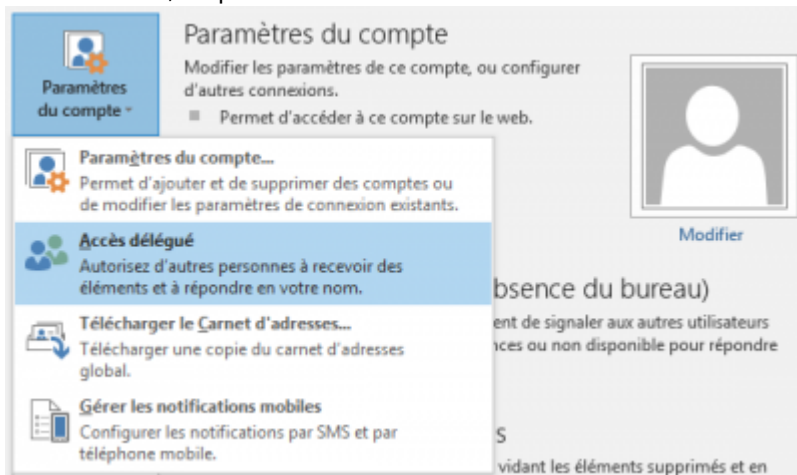 Paramètres du compte
Modifier les paramètres de ce compte, ou configurer
d'autres connexions.
Permet d'accéder à ce compte sur le web.
Paramètres
du compte
Modifier
Paramètres du compte...
Permet d'ajouter et de supprimer des comptes ou
de modifier les paramètres de connexion existants.
Accès délégué
Autorisez d'autres personnes à recevoir des
éléments et à répondre en votre nom.
Télécharger le Carnet d'adresses...
Télécharger une copie du carnet d'adresses
global.
Gérer les notifications mobiles
Configurer les notifications par SMS et par
téléphone mobile.
bsence du bureau)
ent de signaler aux autres utilisateurs
nces ou non disponible pour répondre
s
vidant les éléments supprimés et en